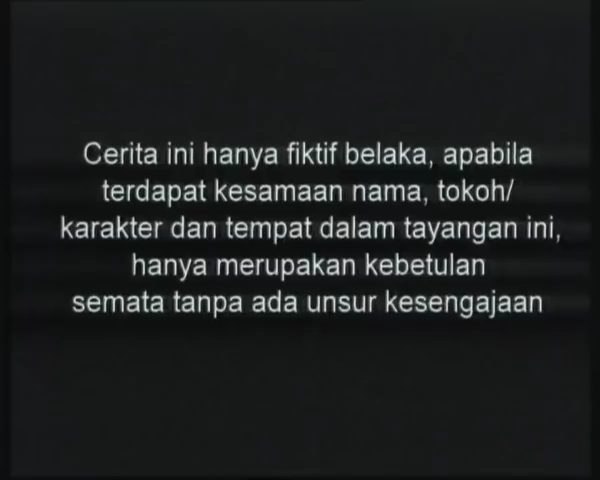 Cerita ini hanya fiktif belaka, apabila
terdapat kesamaan nama, tokoh/
karakter dan tempat dalam tayangan ini,
hanya merupakan kebetulan
semata tanpa ada unsur kesengajaan